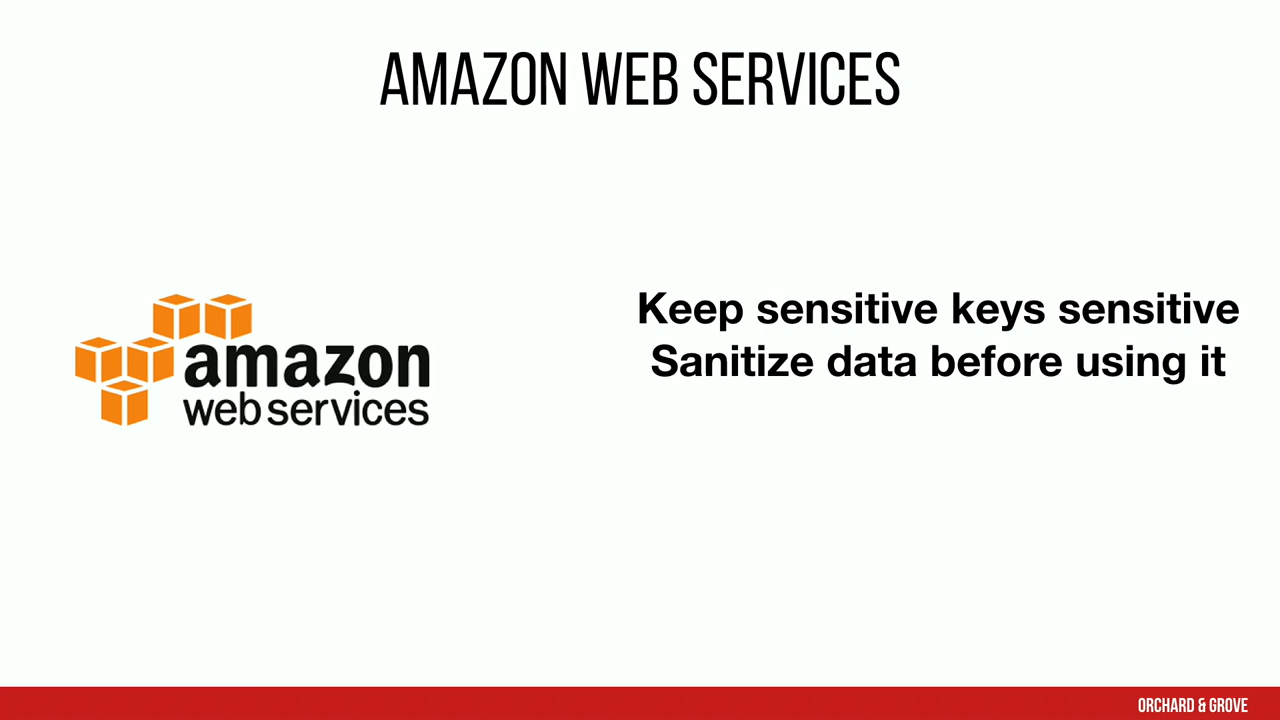 AMAZON WEB SERVICES
amazon
web services
Keep sensitive keys sensitive
Sanitize data before using it
ORCHARD & GROVE